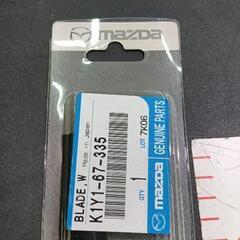 mazda
BLADE, W Made in Japan
K1Y1-67-335
QTY 1 LOT 7K06
mazda
GENUINE PARTS